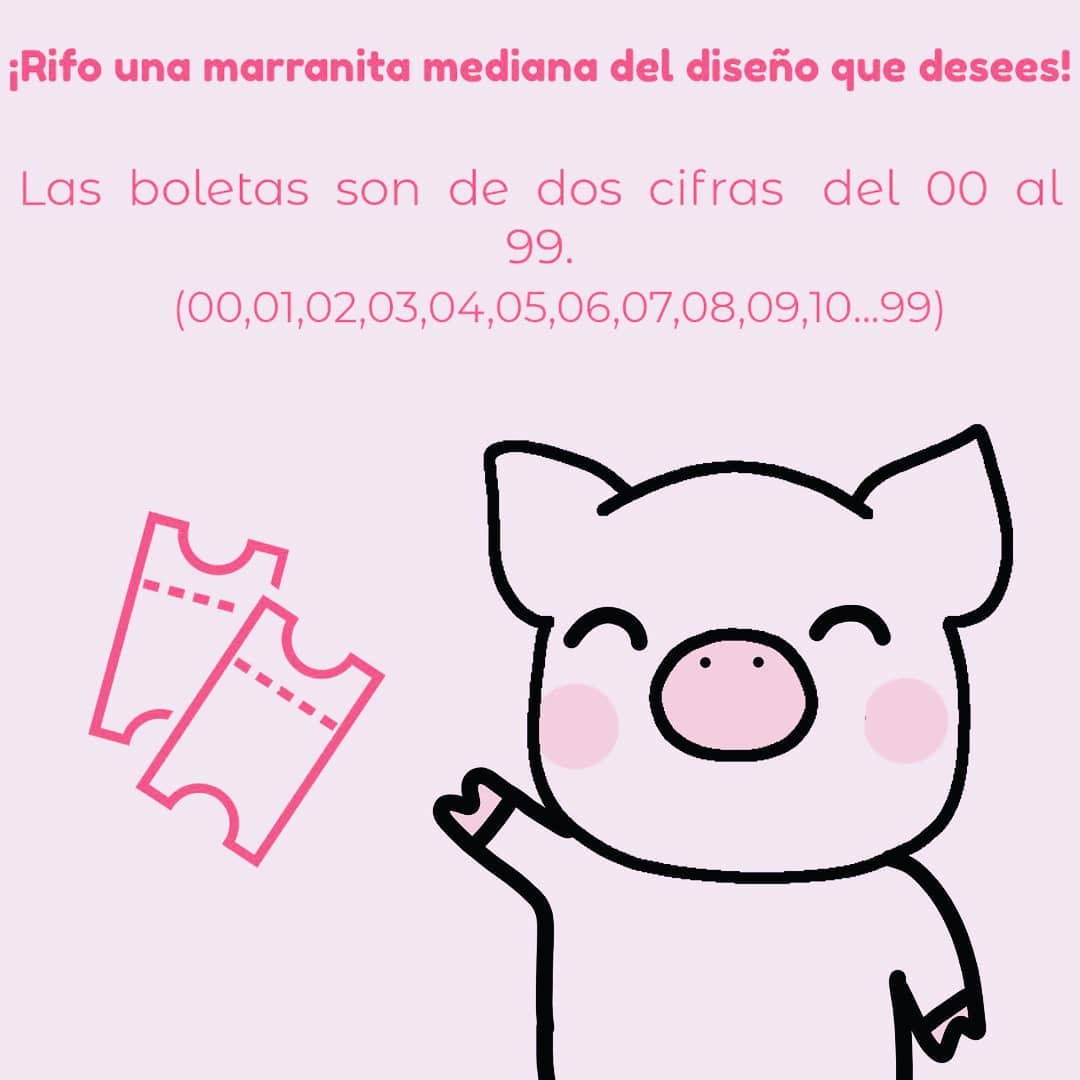 ¡Rifo una marranita mediana del diseño que desees!
Las boletas son de dos cifras del 00 al
99.
(00,01,02,03,04,05,06,07,08,09,10...99)